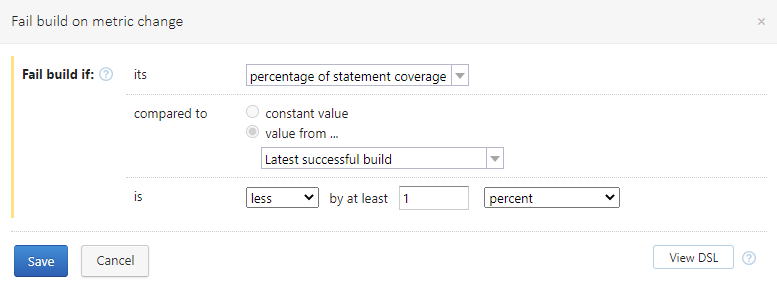 Fail build on metric change ×
Fail build if: ? its percentage of statement coverage
compared to constant value
value from ...
Latest successful build
is less by at least 1 percent
Save Cancel View DSL ?